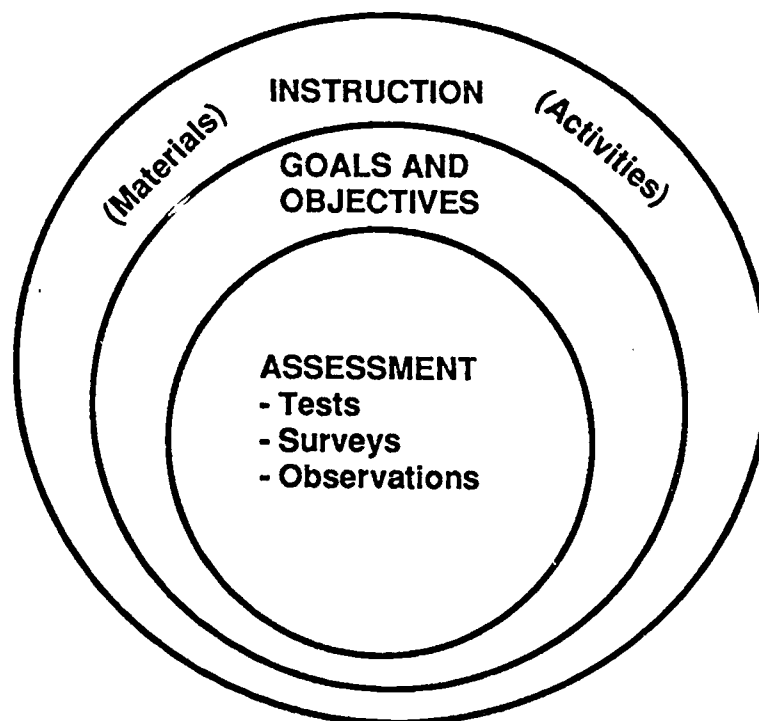 INSTRUCTION
(Materials)
(Activities)
GOALS AND
OBJECTIVES
ASSESSMENT
- Tests
- Surveys
- Observations